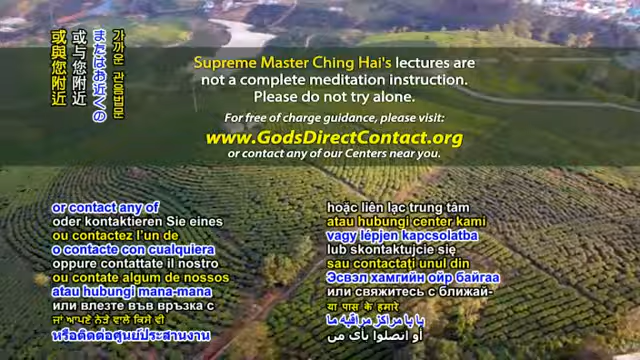 或與您附近
或与您附近
またはお近くの
가까운 관음법문
Supreme Master Ching Hai's lectures are
not a complete meditation instruction.
Please do not try alone.
For free of charge guidance, please visit:
www.GodsDirectContact.org
or contact any of our Centers near you.
or contact any of
oder kontaktieren Sie eines
ou contactez l'un de
o contacte con cualquiera
oppure contattate il nostro
ou contate algum de nossos
atau hubungi mana-mana
или влезте във връзка с
ਜਾਂ ਆਪਣੇ ਨੇੜੇ ਵਾਲੇ ਕਿਸੇ ਵੀ
หรือติดต่อศูนย์ประสานงาน
hoặc liên lạc trung tâm
atau hubungi center kami
vagy lépjen kapcsolatba
lub skontaktujcie się
sau contactați unul din
Эсвэл хамгийн ойр байгаа
или свяжитесь с ближай-
या पास के हमारे
یا با مراکز مراقبه ما
أو اتصلوا بأي من